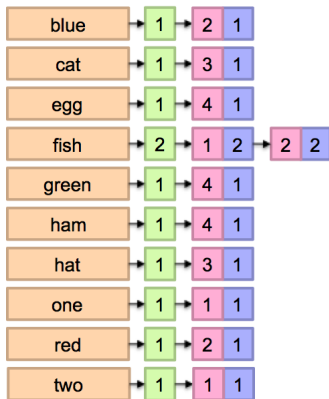 blue 1 2 1
cat 1 3 1
egg 1 4 1
fish 2 1 2 2 2
green 1 4 1
ham 1 4 1
hat 1 3 1
one 1 1 1
red 1 2 1
two 1 1 1